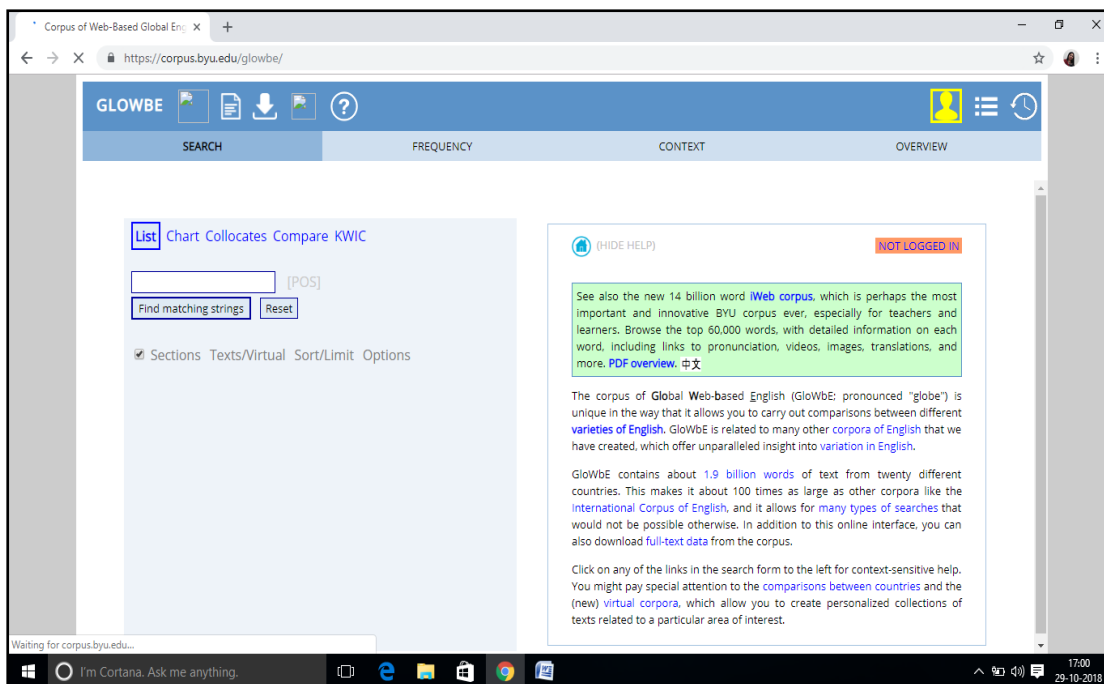 Corpus of Web-Based Global Eng
https://corpus.byu.edu/glowbe/
GLOWBE
SEARCH FREQUENCY CONTEXT OVERVIEW
List Chart Collocates Compare KWIC
[POS]
Find matching strings Reset
Sections Texts/Virtual Sort/Limit Options
(HIDE HELP) NOT LOGGED IN
See also the new 14 billion word iWeb corpus, which is perhaps the most
important and innovative BYU corpus ever, especially for teachers and
learners. Browse the top 60,000 words, with detailed information on each
word, including links to pronunciation, videos, images, translations, and
more. PDF overview. 中文
The corpus of Global Web-based English (GloWbE; pronounced "globe") is
unique in the way that it allows you to carry out comparisons between different
varieties of English. GloWbE is related to many other corpora of English that we
have created, which offer unparalleled insight into variation in English.
GloWbE contains about 1.9 billion words of text from twenty different
countries. This makes it about 100 times as large as other corpora like the
International Corpus of English, and it allows for many types of searches that
would not be possible otherwise. In addition to this online interface, you can
also download full-text data from the corpus.
Click on any of the links in the search form to the left for context-sensitive help.
You might pay special attention to the comparisons between countries and the
(new) virtual corpora, which allow you to create personalized collections of
texts related to a particular area of interest.
Waiting for corpus.byu.edu...
I'm Cortana. Ask me anything.
17:00
29-10-2018